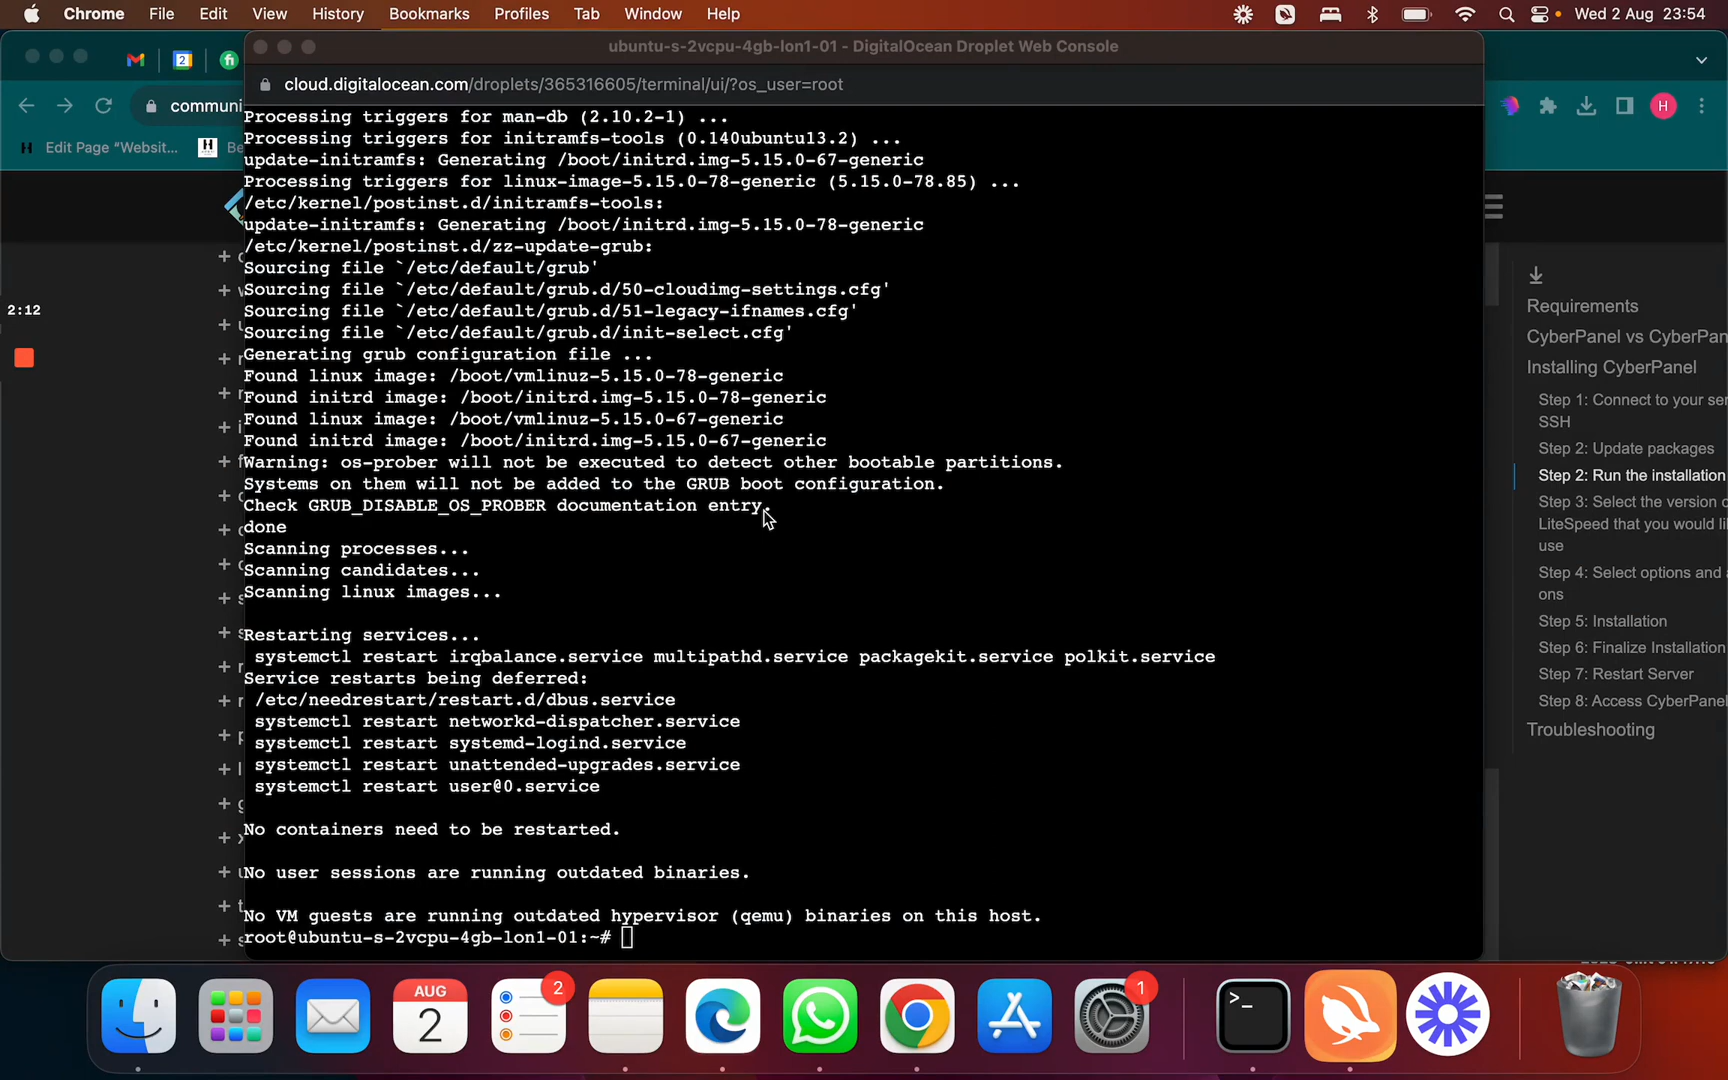 Chrome File Edit View History Bookmarks Profiles Tab Window Help Wed 2 Aug 23:54
ubuntu-s-2vcpu-4gb-lon1-01 - DigitalOcean Droplet Web Console
cloud.digitalocean.com/droplets/365316605/terminal/ui/?os_user=root
communi
H
Edit Page “Websit...
2:12
Processing triggers for man-db (2.10.2-1) ...
Processing triggers for initramfs-tools (0.140ubuntu13.2) ...
update-initramfs: Generating /boot/initrd.img-5.15.0-67-generic
Processing triggers for linux-image-5.15.0-78-generic (5.15.0-78.85) ...
/etc/kernel/postinst.d/initramfs-tools:
update-initramfs: Generating /boot/initrd.img-5.15.0-78-generic
/etc/kernel/postinst.d/zz-update-grub:
Sourcing file `/etc/default/grub'
Sourcing file `/etc/default/grub.d/50-cloudimg-settings.cfg'
Sourcing file `/etc/default/grub.d/51-legacy-ifnames.cfg'
Sourcing file `/etc/default/grub.d/init-select.cfg'
Generating grub configuration file ...
Found linux image: /boot/vmlinuz-5.15.0-78-generic
Found initrd image: /boot/initrd.img-5.15.0-78-generic
Found linux image: /boot/vmlinuz-5.15.0-67-generic
Found initrd image: /boot/initrd.img-5.15.0-67-generic
Warning: os-prober will not be executed to detect other bootable partitions.
Systems on them will not be added to the GRUB boot configuration.
Check GRUB_DISABLE_OS_PROBER documentation entry.
done
Scanning processes...
Scanning candidates...
Scanning linux images...
Restarting services...
systemctl restart irqbalance.service multipathd.service packagekit.service polkit.service
Service restarts being deferred:
/etc/needrestart/restart.d/dbus.service
systemctl restart networkd-dispatcher.service
systemctl restart systemd-logind.service
systemctl restart unattended-upgrades.service
systemctl restart user@0.service
No containers need to be restarted.
No user sessions are running outdated binaries.
No VM guests are running outdated hypervisor (qemu) binaries on this host.
root@ubuntu-s-2vcpu-4gb-lon1-01:~#
Requirements
CyberPanel vs CyberPan
Installing CyberPanel
Step 1: Connect to your ser
SSH
Step 2: Update packages
Step 2: Run the installation
Step 3: Select the version o
LiteSpeed that you would lik
use
Step 4: Select options and a
ons
Step 5: Installation
Step 6: Finalize Installation
Step 7: Restart Server
Step 8: Access CyberPanel
Troubleshooting
AUG
2
2
1